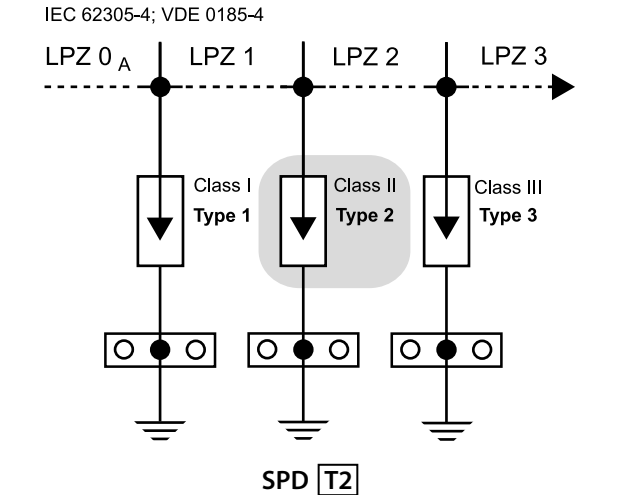 IEC 62305-4; VDE 0185-4
LPZ 0 A LPZ 1 LPZ 2 LPZ 3
Class I Class II Class III
Type 1 Type 2 Type 3
SPD T2